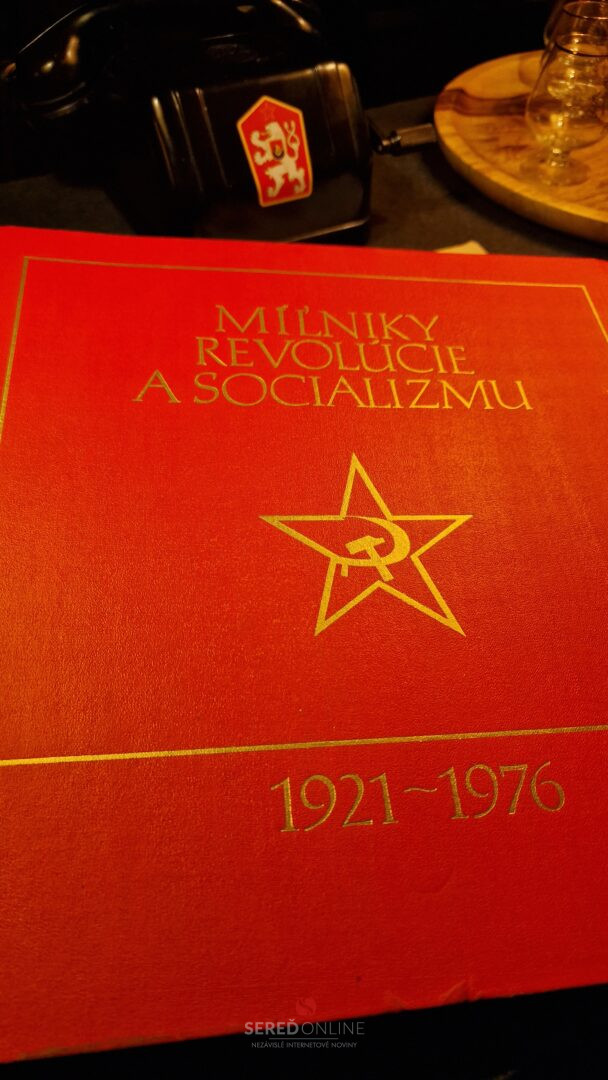 MÍĽNIKY
REVOLÚCIE
A SOCIALIZMU
1921~1976
SEREĎONLINE
NEZÁVISLÉ INTERNETOVÉ NOVINY